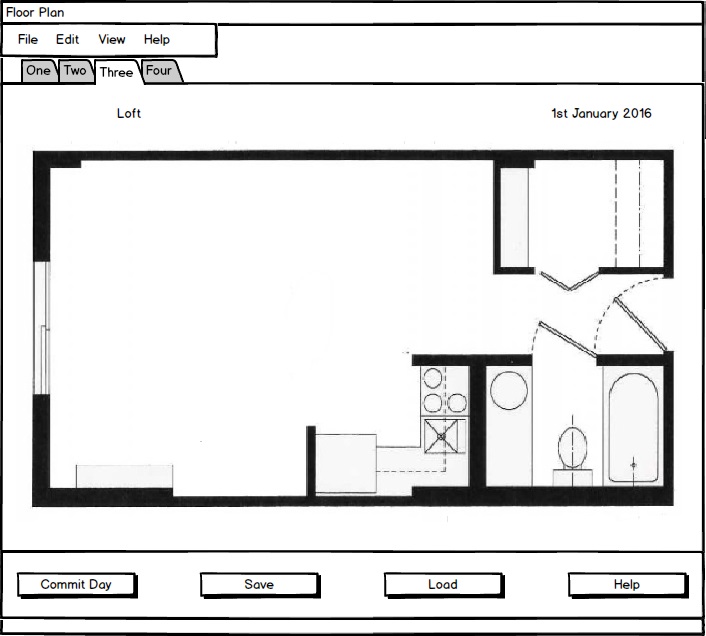 Floor Plan
File Edit View Help
One Two Three Four
Loft 1st January 2016
Commit Day Save Load Help